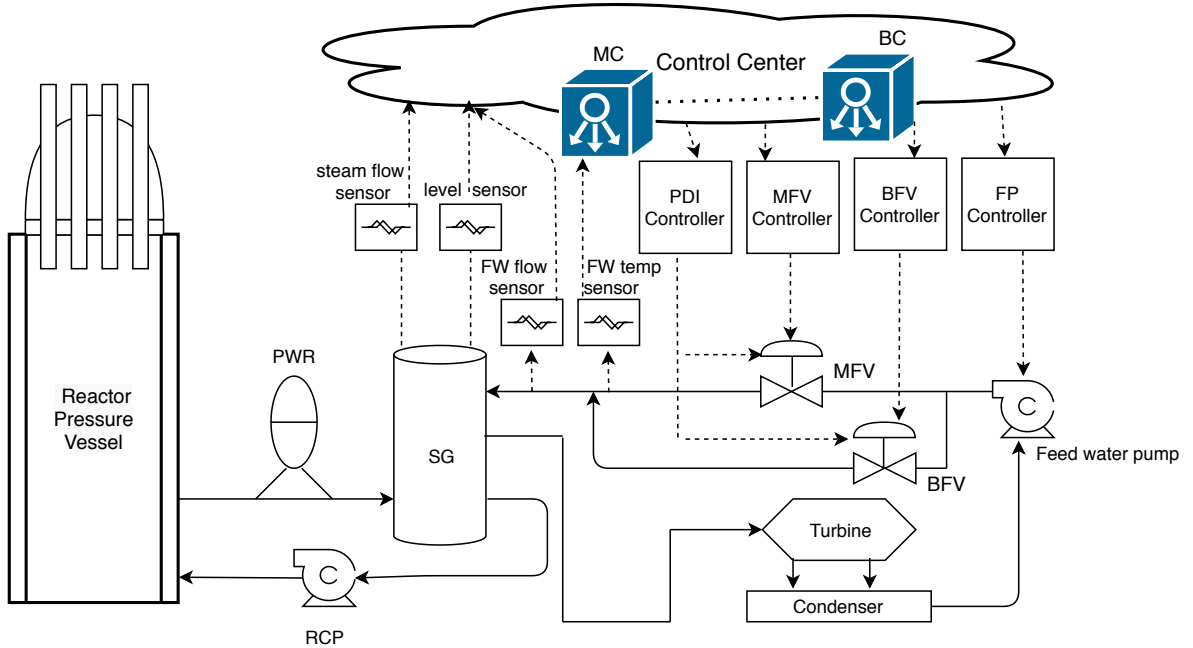 MC
Control Center
BC
steam flow
sensor
level sensor
PDI
Controller
MFV
Controller
BFV
Controller
FP
Controller
FW flow
sensor
FW temp
sensor
PWR
MFV
Reactor
Pressure
Vessel
C
SG
Feed water pump
BFV
Turbine
C
Condenser
RCP